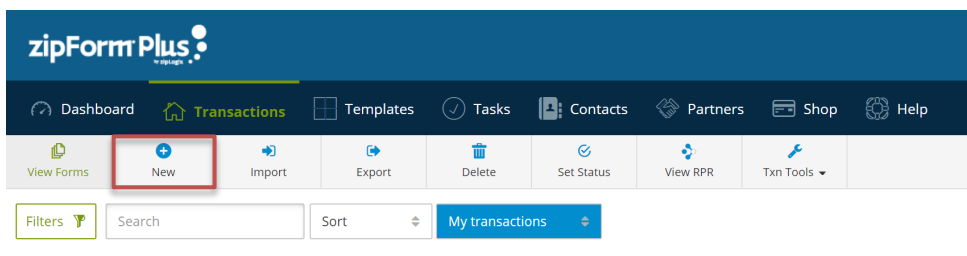 zipForm Plus
by zipLogix
Dashboard Transactions Templates Tasks Contacts Partners Shop Help
View Forms New Import Export Delete Set Status View RPR Txn Tools
Filters Search Sort My transactions